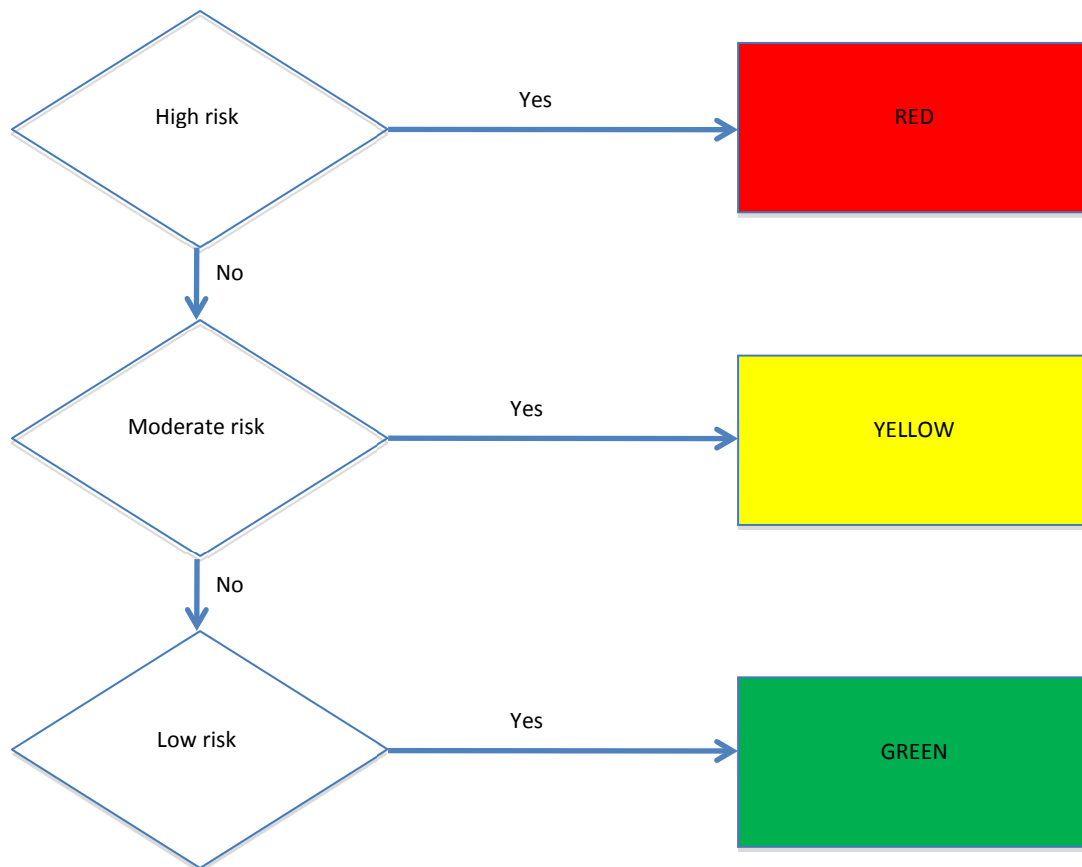 High risk
Yes
RED
No
Moderate risk
Yes
YELLOW
No
Low risk
Yes
GREEN